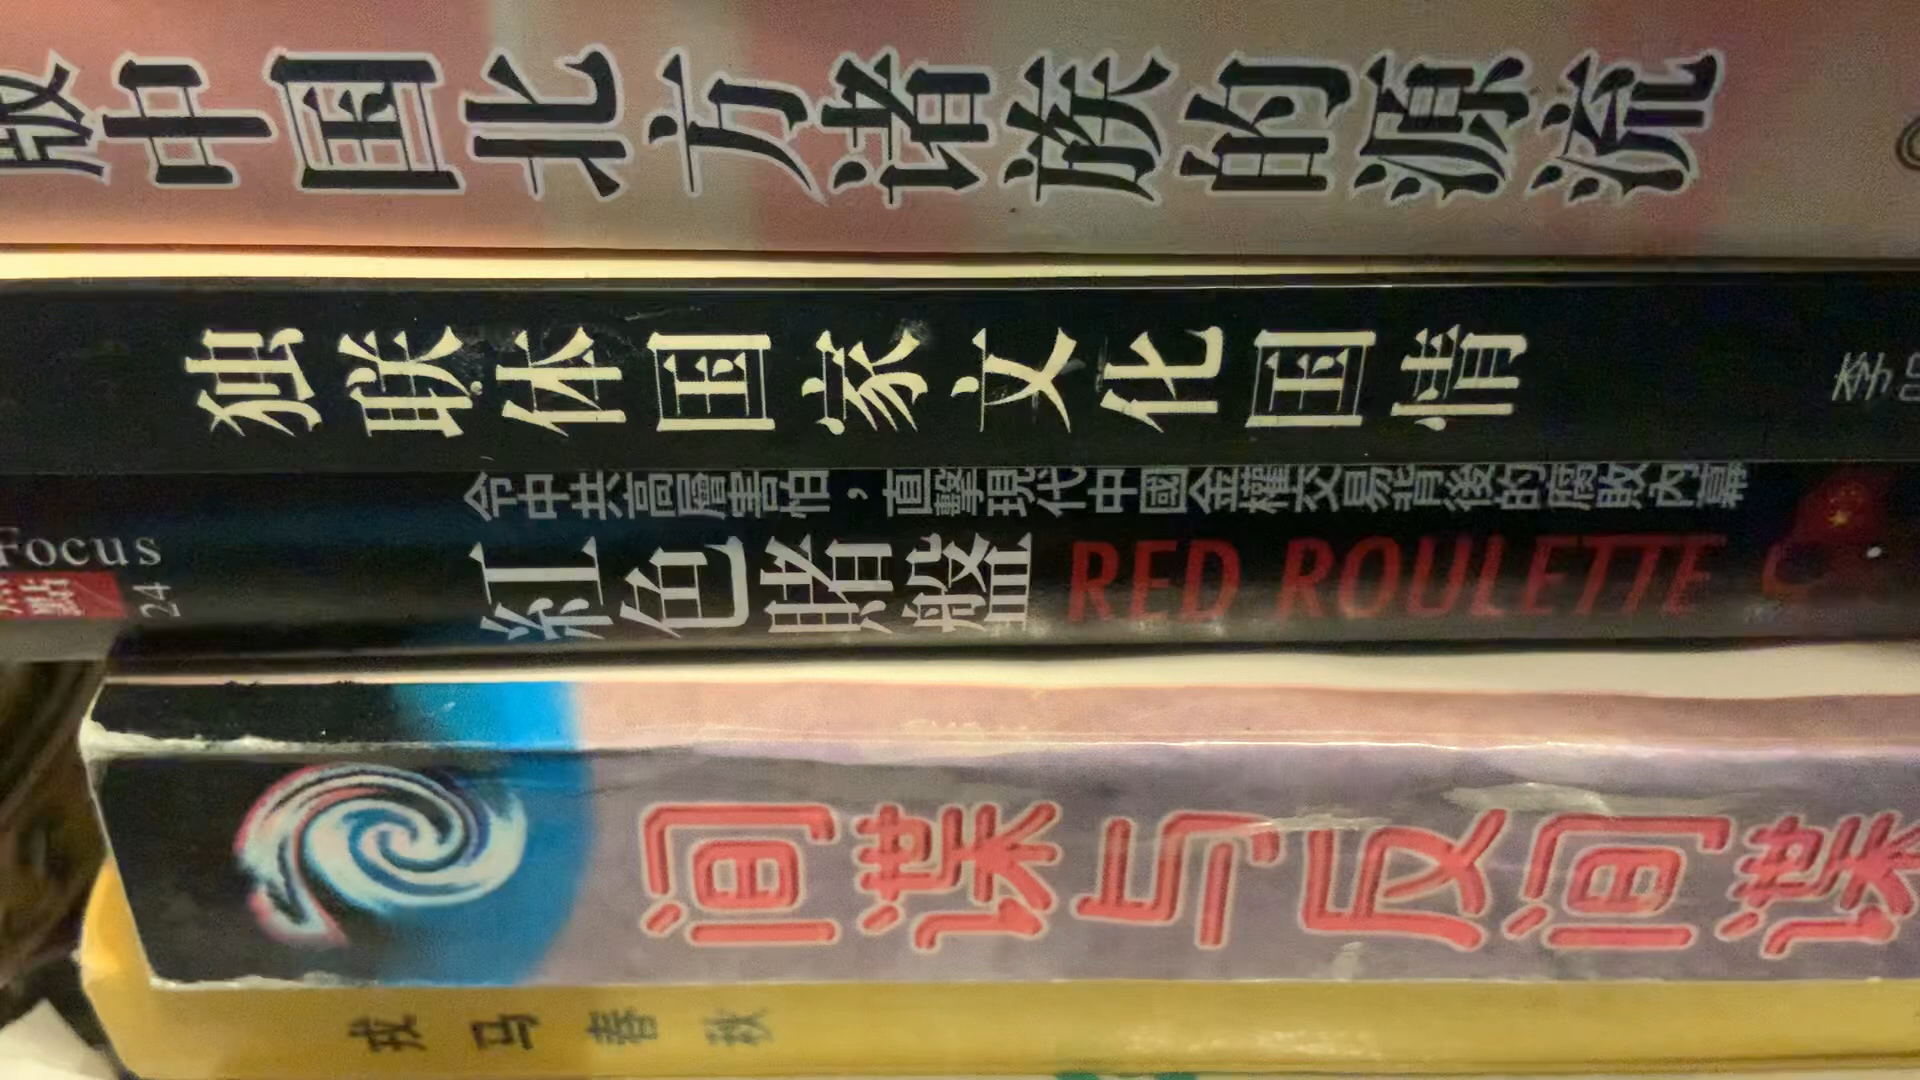 版中国北方诸族的源流
独联体国家文化国情
李
令中共高層害怕，直擊現代中國金權交易背後的腐敗內幕
Focus
點
24
紅色賭盤 RED ROULETTE
间谍与反间谍
戎马春秋